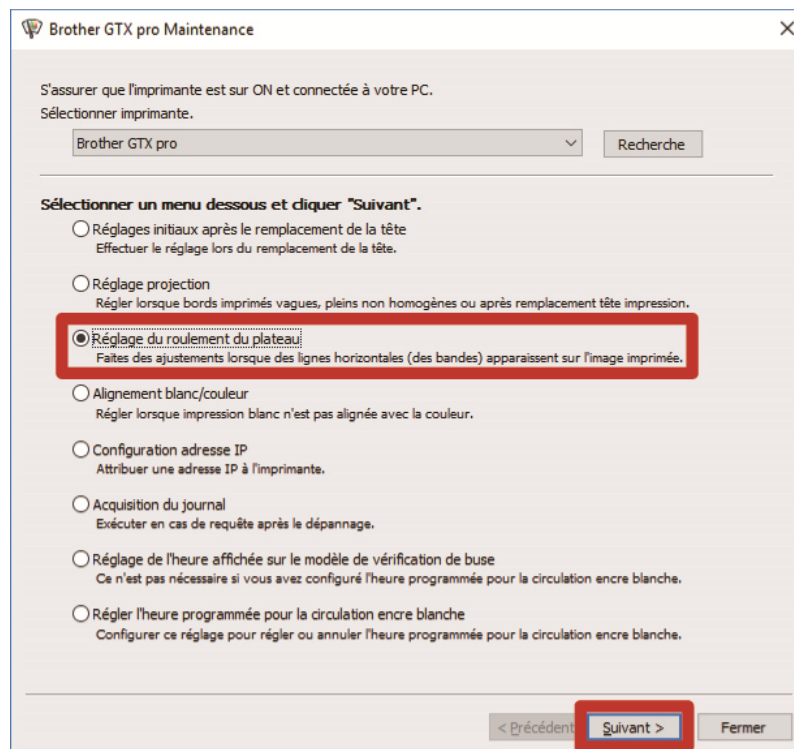 Brother GTX pro Maintenance
S'assurer que l'imprimante est sur ON et connectée à votre PC.
Sélectionner imprimante.
Brother GTX pro
Recherche
Sélectionner un menu dessous et cliquer "Suivant".
Réglages initiaux après le remplacement de la tête
Effectuer le réglage lors du remplacement de la tête.
Réglage projection
Régler lorsque bords imprimés vagues, pleins non homogènes ou après remplacement tête impression.
Réglage du roulement du plateau
Faites des ajustements lorsque des lignes horizontales (des bandes) apparaissent sur l'image imprimée.
Alignement blanc/couleur
Régler lorsque impression blanc n'est pas alignée avec la couleur.
Configuration adresse IP
Attribuer une adresse IP à l'imprimante.
Acquisition du journal
Exécuter en cas de requête après le dépannage.
Réglage de l'heure affichée sur le modèle de vérification de buse
Ce n'est pas nécessaire si vous avez configuré l'heure programmée pour la circulation encre blanche.
Régler l'heure programmée pour la circulation encre blanche
Configurer ce réglage pour régler ou annuler l'heure programmée pour la circulation encre blanche.
< Précédent
Suivant >
Fermer